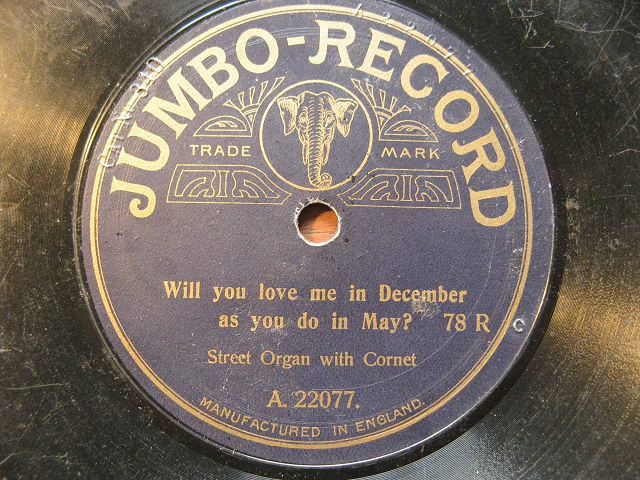 JUMBO-RECORD
TRADE MARK
Will you love me in December
as you do in May? 78 R
C
Street Organ with Cornet
A. 22077.
MANUFACTURED IN ENGLAND.
A 22077